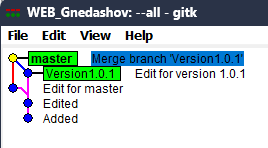 WEB_Gnedashov: --all - gitk
File Edit View Help
master Merge branch 'Version1.0.1'
Version1.0.1 Edit for version 1.0.1
Edit for master
Edited
Added